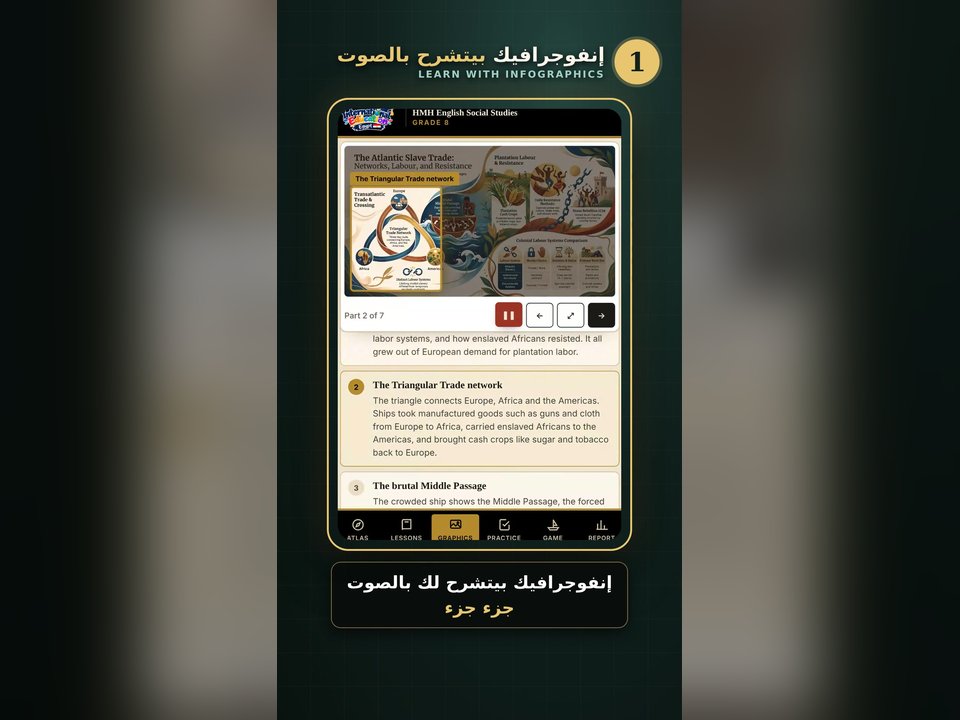 إنفوجرافيك بيتشرح بالصوت
1
LEARN WITH INFOGRAPHICS
International
Education
HMH English Social Studies
GRADE 8
The Atlantic Slave Trade:
Networks, Labour, and Resistance
The Triangular Trade network
Transatlantic
Trade &
Crossing
Europe
Triangular
Trade Network
Africa
Plantation Labour
& Resistance
Colonial Labour Systems Comparison
Part 2 of 7
labor systems, and how enslaved Africans resisted. It all
grew out of European demand for plantation labor.
2
The Triangular Trade network
The triangle connects Europe, Africa and the Americas.
Ships took manufactured goods such as guns and cloth
from Europe to Africa, carried enslaved Africans to the
Americas, and brought cash crops like sugar and tobacco
back to Europe.
3
The brutal Middle Passage
The crowded ship shows the Middle Passage, the forced
ATLAS
LESSONS
GRAPHICS
PRACTICE
GAME
REPORT
إنفوجرافيك بيتشرح لك بالصوت
جزء جزء